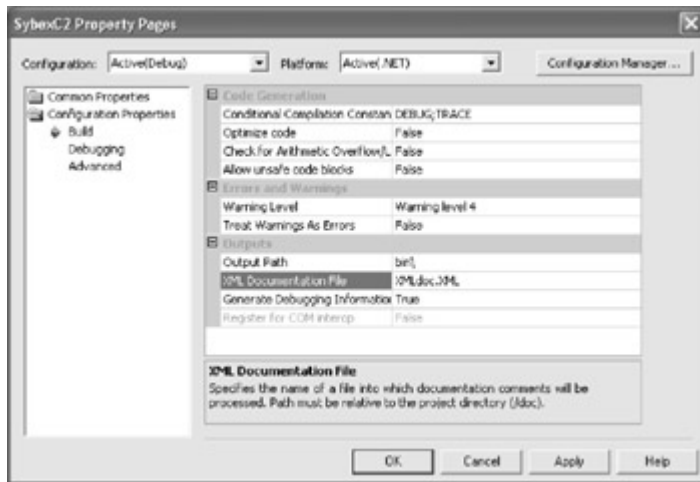 SybexC2 Property Pages
Configuration: Active(Debug) Platform: Active(.NET) Configuration Manager...
Common Properties
Configuration Properties
Build
Debugging
Advanced
Code Generation
Conditional Compilation Constan DEBUG;TRACE
Optimize code False
Check for Arithmetic Overflow/U False
Allow unsafe code blocks False
Errors and Warnings
Warning Level Warning level 4
Treat Warnings As Errors False
Outputs
Output Path bin\
XML Documentation File XMLdoc.XML
Generate Debugging Information True
Register for COM interop False
XML Documentation File
Specifies the name of a file into which documentation comments will be
processed. Path must be relative to the project directory (/doc).
OK Cancel Apply Help